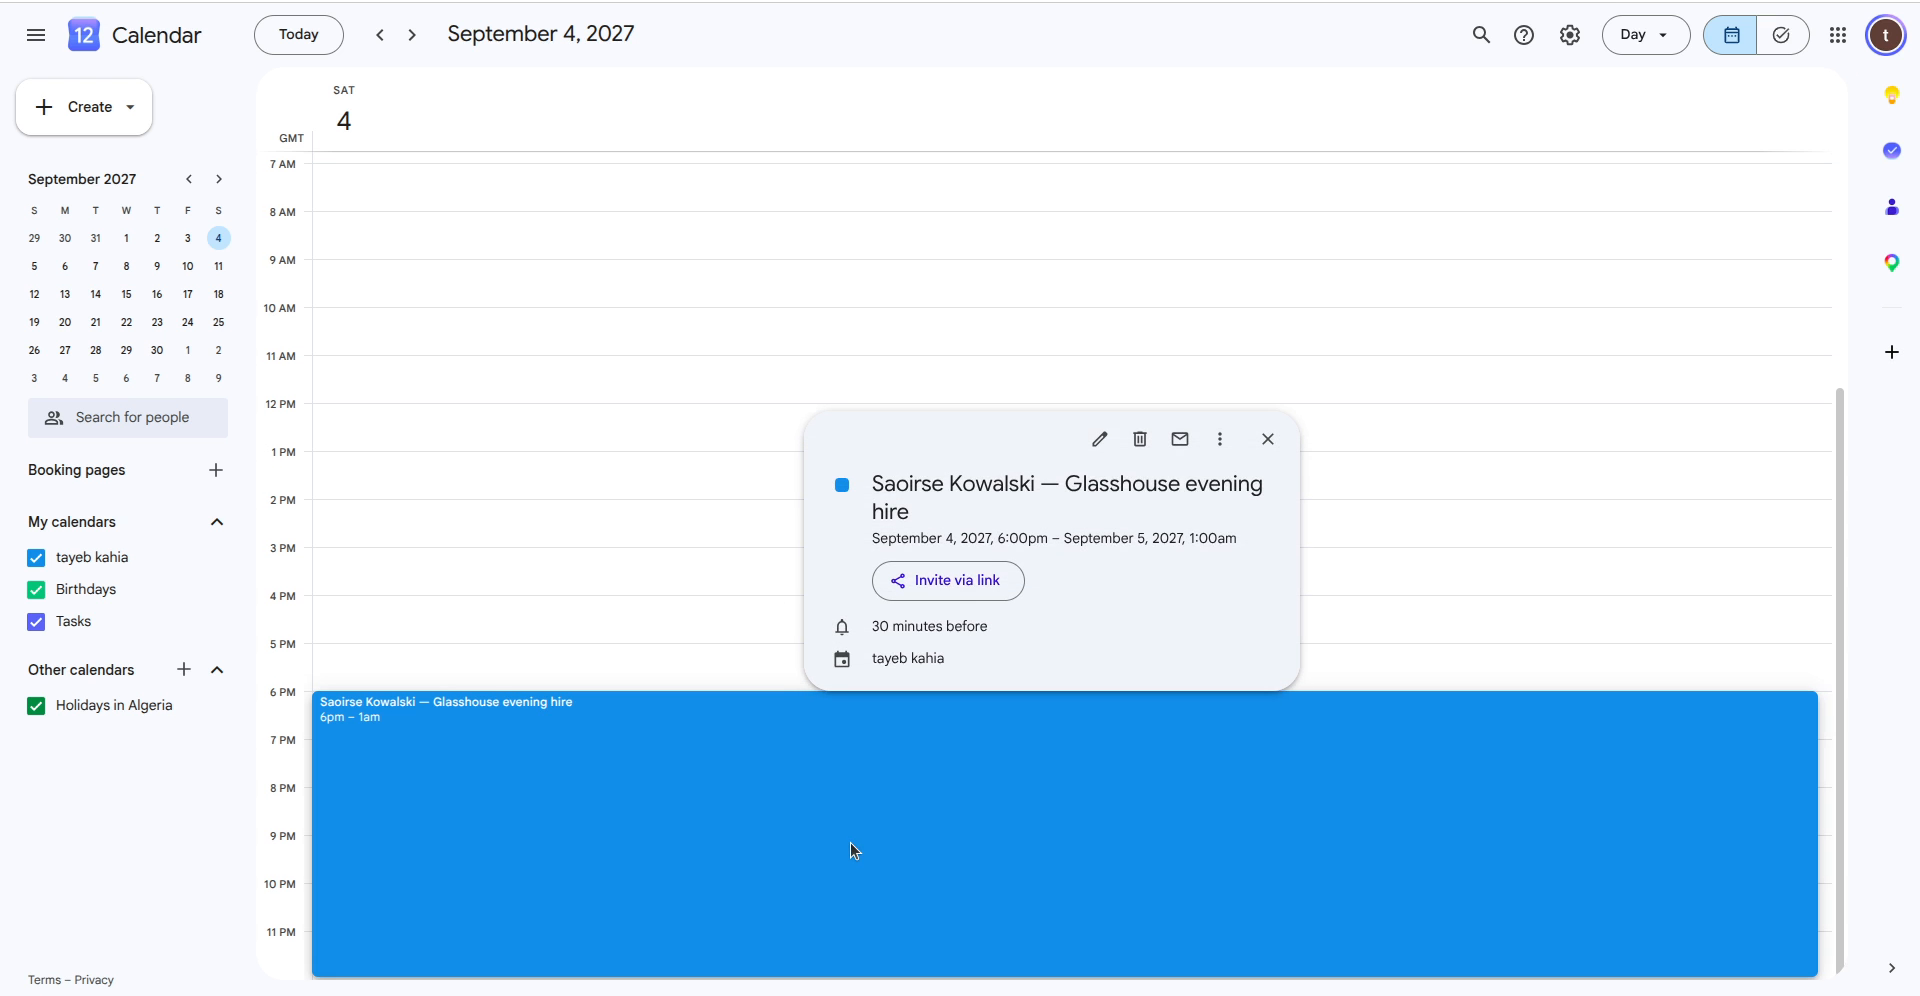 12 Calendar
Today
September 4, 2027
Day
t
Create
SAT
4
GMT
September 2027
S M T W T F S
29 30 31 1 2 3 4
5 6 7 8 9 10 11
12 13 14 15 16 17 18
19 20 21 22 23 24 25
26 27 28 29 30 1 2
3 4 5 6 7 8 9
Search for people
Booking pages
My calendars
tayeb kahia
Birthdays
Tasks
Other calendars
Holidays in Algeria
Terms – Privacy
7 AM
8 AM
9 AM
10 AM
11 AM
12 PM
1 PM
2 PM
3 PM
4 PM
5 PM
6 PM
7 PM
8 PM
9 PM
10 PM
11 PM
Saoirse Kowalski — Glasshouse evening
hire
September 4, 2027, 6:00pm – September 5, 2027, 1:00am
Invite via link
30 minutes before
tayeb kahia
Saoirse Kowalski — Glasshouse evening hire
6pm – 1am